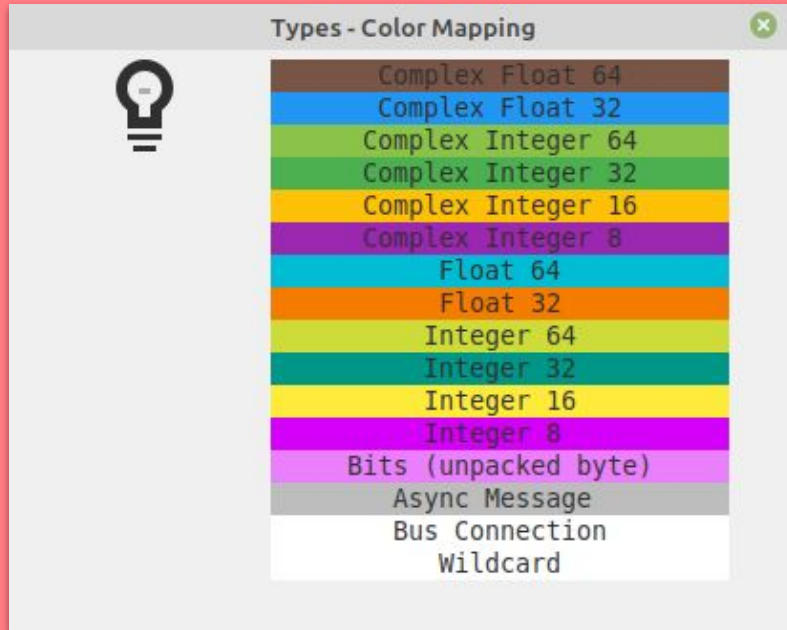 Types - Color Mapping
Complex Float 64
Complex Float 32
Complex Integer 64
Complex Integer 32
Complex Integer 16
Complex Integer 8
Float 64
Float 32
Integer 64
Integer 32
Integer 16
Integer 8
Bits (unpacked byte)
Async Message
Bus Connection
Wildcard